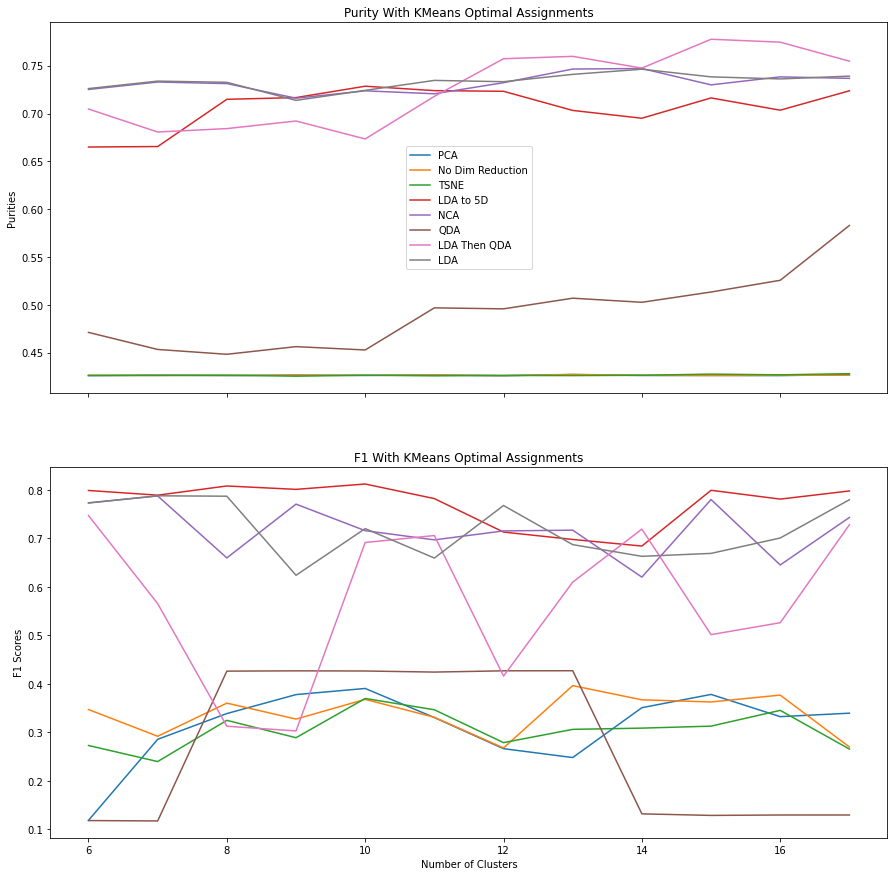 Purity With KMeans Optimal Assignments
0.75
0.70
0.65
0.60
0.55
0.50
0.45
Purities
PCA
No Dim Reduction
TSNE
LDA to 5D
NCA
QDA
LDA Then QDA
LDA
F1 With KMeans Optimal Assignments
0.8
0.7
0.6
0.5
0.4
0.3
0.2
0.1
F1 Scores
6 8 10 12 14 16
Number of Clusters